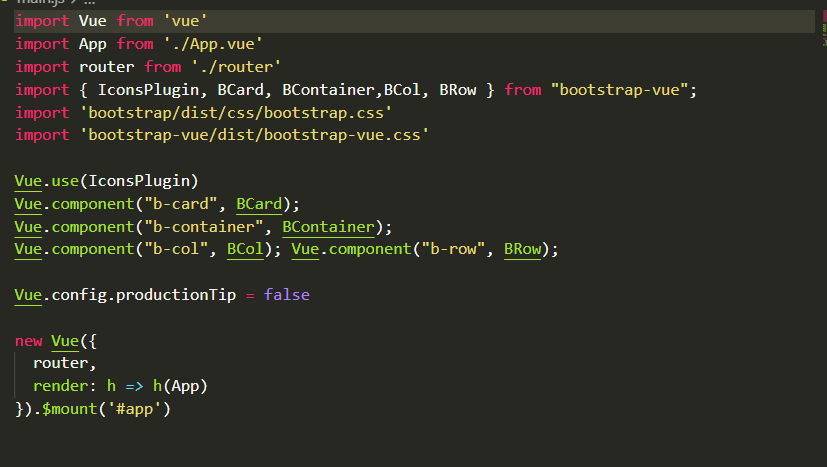 main.js > ...
import Vue from 'vue'
import App from './App.vue'
import router from './router'
import { IconsPlugin, BCard, BContainer,BCol, BRow } from "bootstrap-vue";
import 'bootstrap/dist/css/bootstrap.css'
import 'bootstrap-vue/dist/bootstrap-vue.css'

Vue.use(IconsPlugin)
Vue.component("b-card", BCard);
Vue.component("b-container", BContainer);
Vue.component("b-col", BCol); Vue.component("b-row", BRow);

Vue.config.productionTip = false

new Vue({
  router,
  render: h => h(App)
}).$mount('#app')